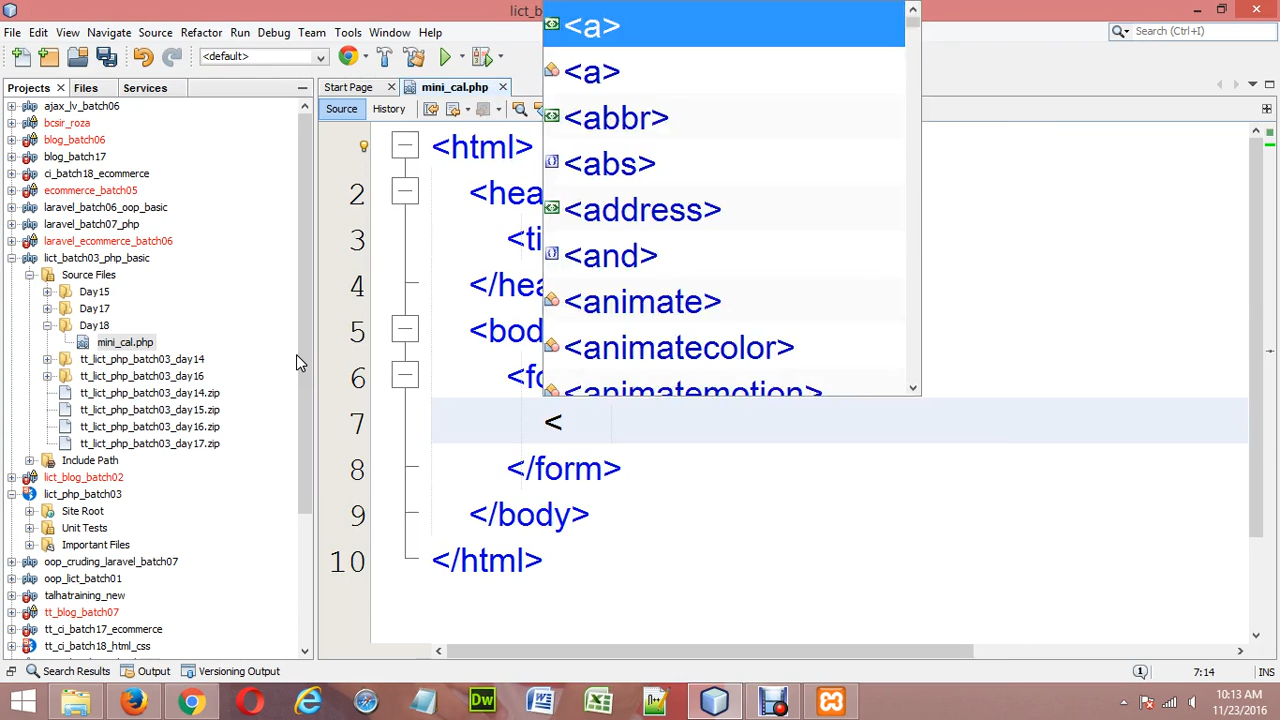 lict_b
File Edit View Navigate Source Refactor Run Debug Team Tools Window Help
Search (Ctrl+I)
<default>
Projects Files Services
Start Page mini_cal.php
Source History
ajax_lv_batch06
bcsir_roza
blog_batch06
blog_batch17
ci_batch18_ecommerce
ecommerce_batch05
laravel_batch06_oop_basic
laravel_batch07_php
laravel_ecommerce_batch06
lict_batch03_php_basic
Source Files
Day15
Day17
Day18
mini_cal.php
tt_lict_php_batch03_day14
tt_lict_php_batch03_day16
tt_lict_php_batch03_day14.zip
tt_lict_php_batch03_day15.zip
tt_lict_php_batch03_day16.zip
tt_lict_php_batch03_day17.zip
Include Path
lict_blog_batch02
lict_php_batch03
Site Root
Unit Tests
Important Files
oop_cruding_laravel_batch07
oop_lict_batch01
talhatraining_new
tt_blog_batch07
tt_ci_batch17_ecommerce
tt_ci_batch18_html_css
<html>
2 <hea
3 <ti
4 </hea
5 <bod
6 <fo
7 <
8 </form>
9 </body>
10 </html>
<a>
<a>
<abbr>
<abs>
<address>
<and>
<animate>
<animatecolor>
<animatemotion>
Search Results Output Versioning Output
7:14 INS
Dw
10:13 AM
11/23/2016